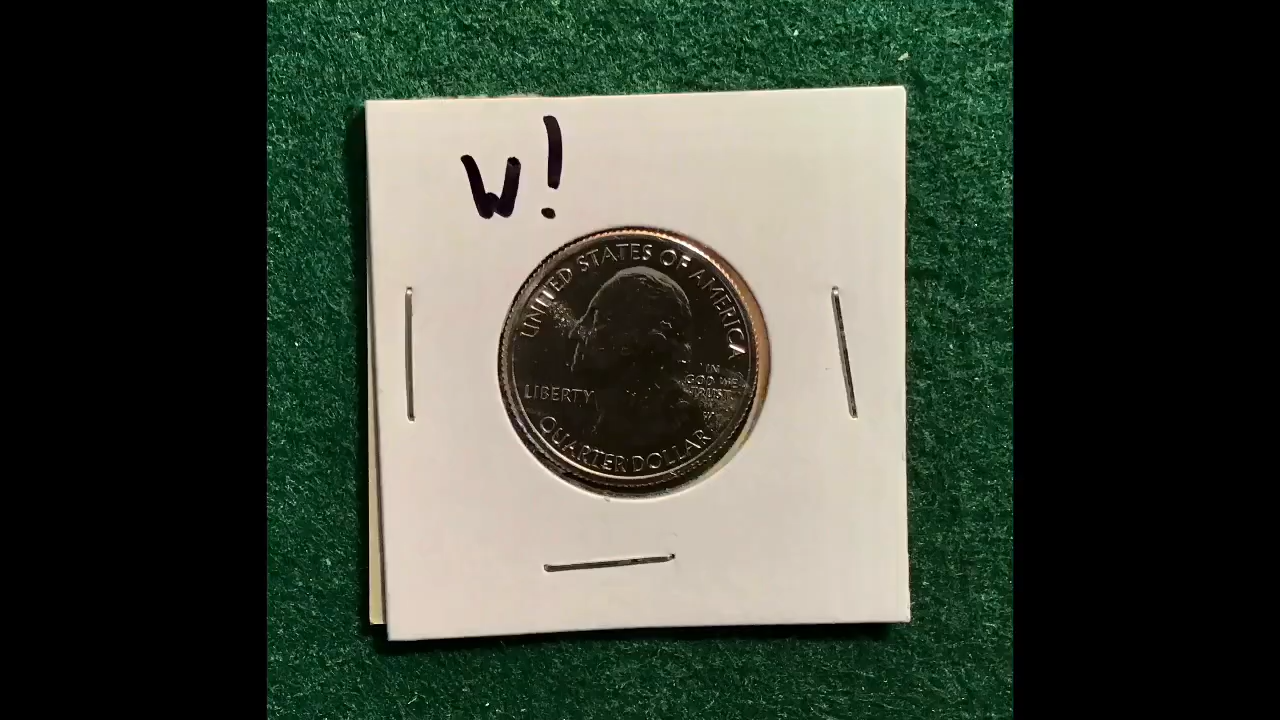 W!
UNITED STATES OF AMERICA
LIBERTY
IN
GOD WE
TRUST
W
QUARTER DOLLAR